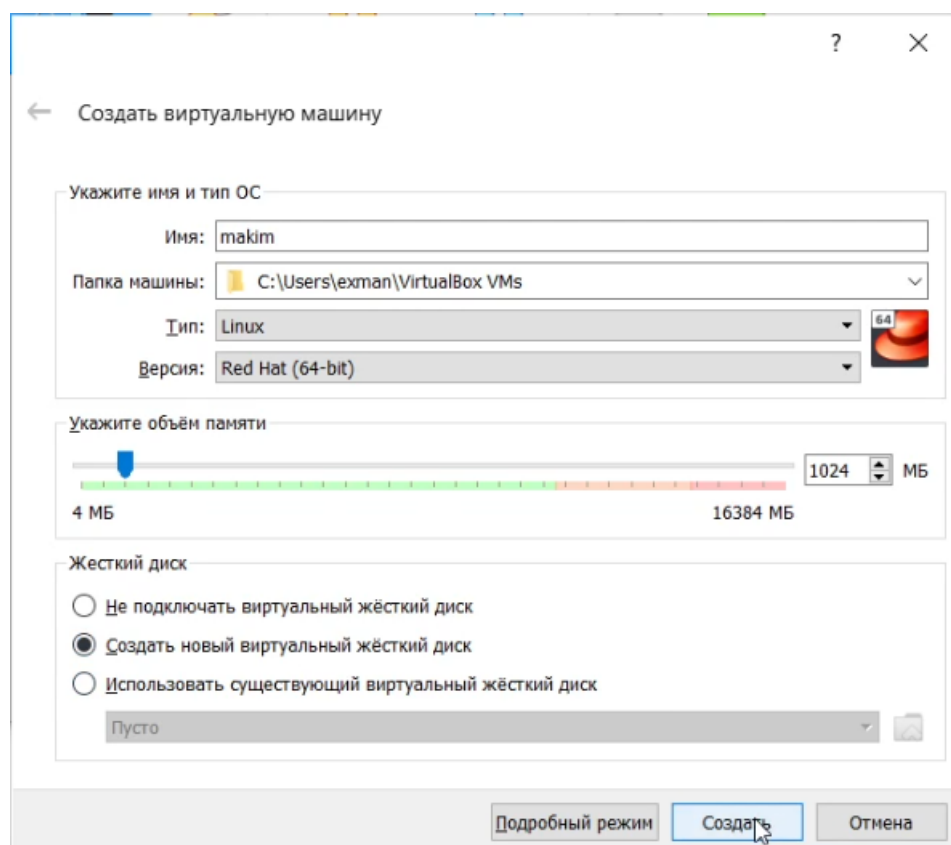 ?
Создать виртуальную машину
Укажите имя и тип ОС
Имя: makim
Папка машины: C:\Users\exman\VirtualBox VMs
Тип: Linux
64
Версия: Red Hat (64-bit)
Укажите объём памяти
1024 МБ
4 МБ 16384 МБ
Жесткий диск
Не подключать виртуальный жёсткий диск
Создать новый виртуальный жёсткий диск
Использовать существующий виртуальный жёсткий диск
Пусто
Подробный режим Создать Отмена